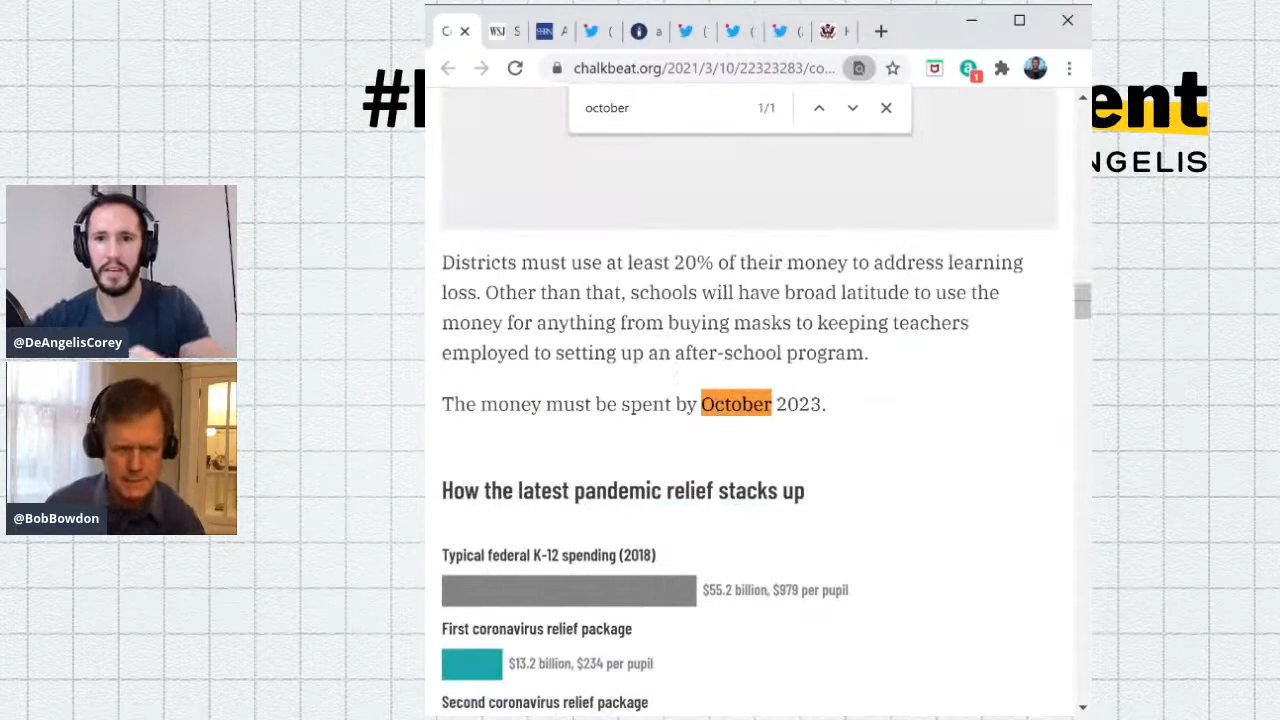 WSJ
chalkbeat.org/2021/3/10/22323283/co...
1
october
1/1
ent
NGELIS
Districts must use at least 20% of their money to address learning
loss. Other than that, schools will have broad latitude to use the
money for anything from buying masks to keeping teachers
employed to setting up an after-school program.
The money must be spent by October 2023.
How the latest pandemic relief stacks up
Typical federal K-12 spending (2018)
$55.2 billion, $979 per pupil
First coronavirus relief package
$13.2 billion, $234 per pupil
Second coronavirus relief package
@DeAngelisCorey
@BobBowdon